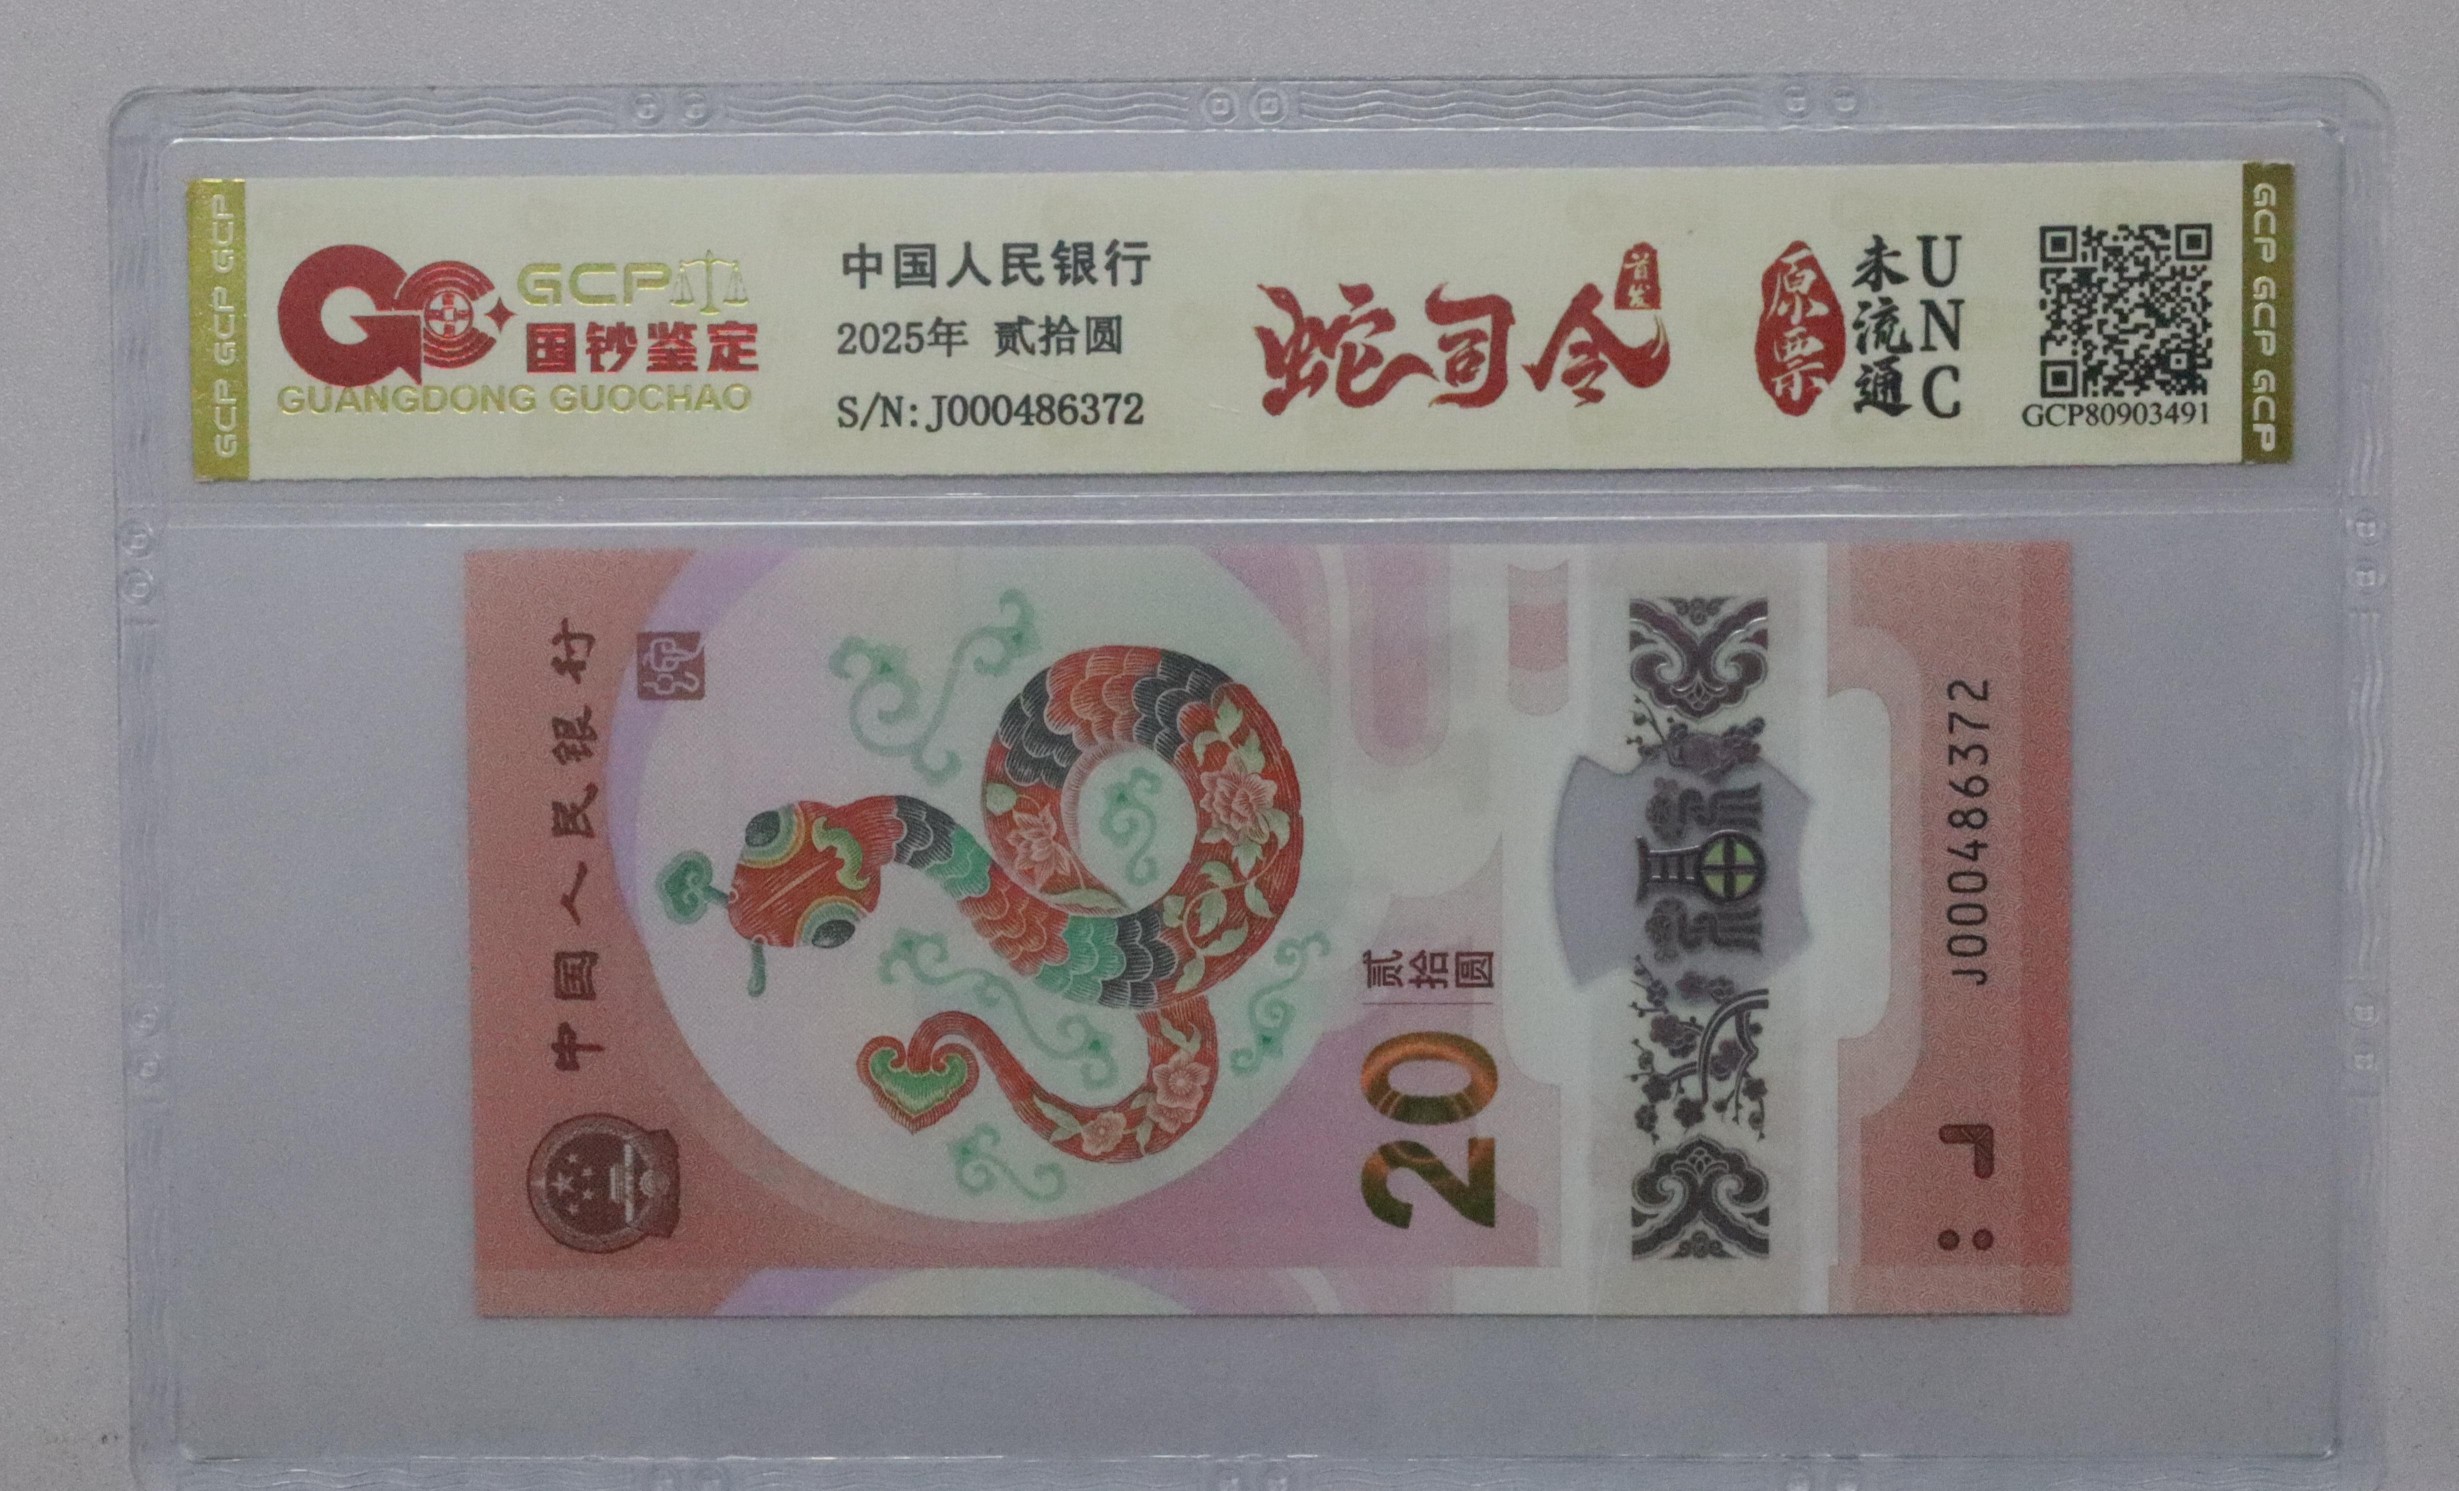 GCP GCP GCP
GCP
国钞鉴定
GUANGDONG GUOCHAO
中国人民银行
2025年 贰拾圆
S/N:J000486372
蛇司令
首发
原票
未流通
UNC
GCP80903491
GCP GCP GCP
中国人民银行
贰拾圆
20
福
J000486372